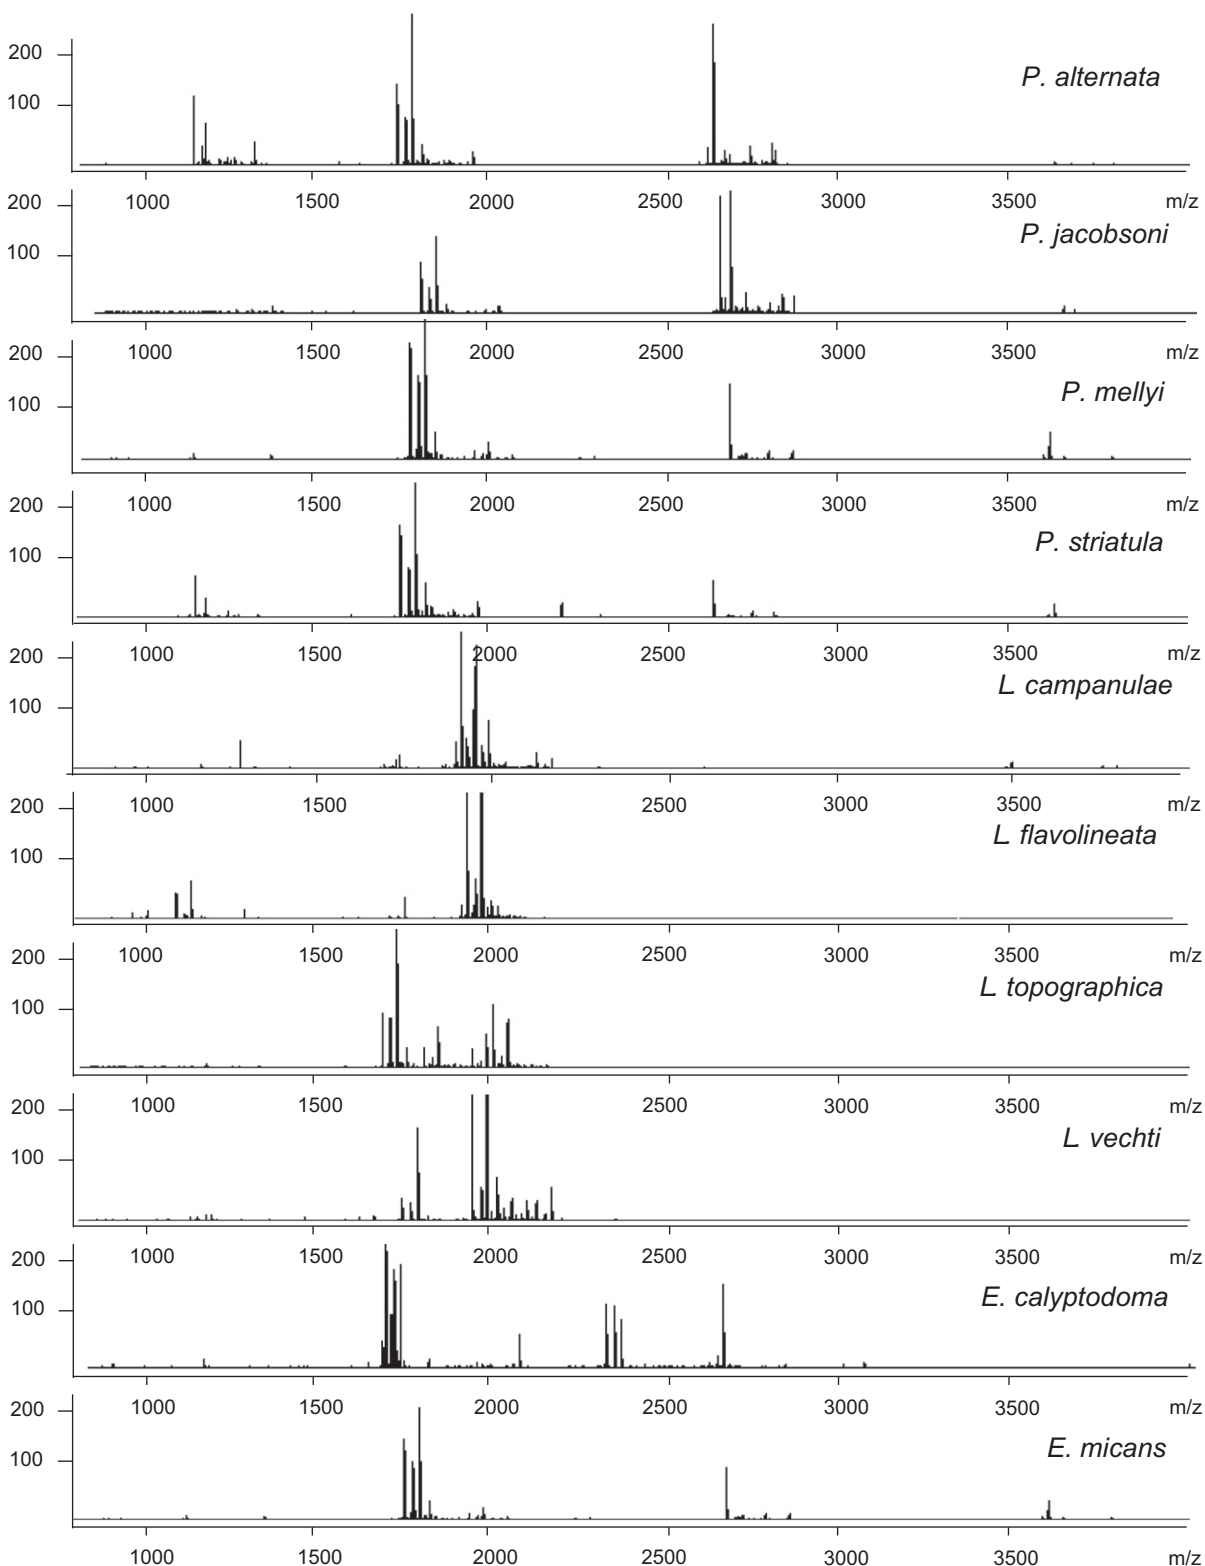 200
P. alternata
100
1000 1500 2000 2500 3000 3500 m/z
200
P. jacobsoni
100
1000 1500 2000 2500 3000 3500 m/z
200
P. mellyi
100
1000 1500 2000 2500 3000 3500 m/z
200
P. striatula
100
1000 1500 2000 2500 3000 3500 m/z
200
L. campanulae
100
1000 1500 2500 3000 3500 m/z
200
L. flavolineata
100
1000 1500 2000 2500 3000 3500 m/z
200
L. topographica
100
1000 1500 2000 2500 3000 3500 m/z
200
L. vechti
100
1000 1500 2000 2500 3000 3500 m/z
200
E. calyptodoma
100
1000 1500 2000 2500 3000 3500 m/z
200
E. micans
100
1000 1500 2000 2500 3000 3500 m/z